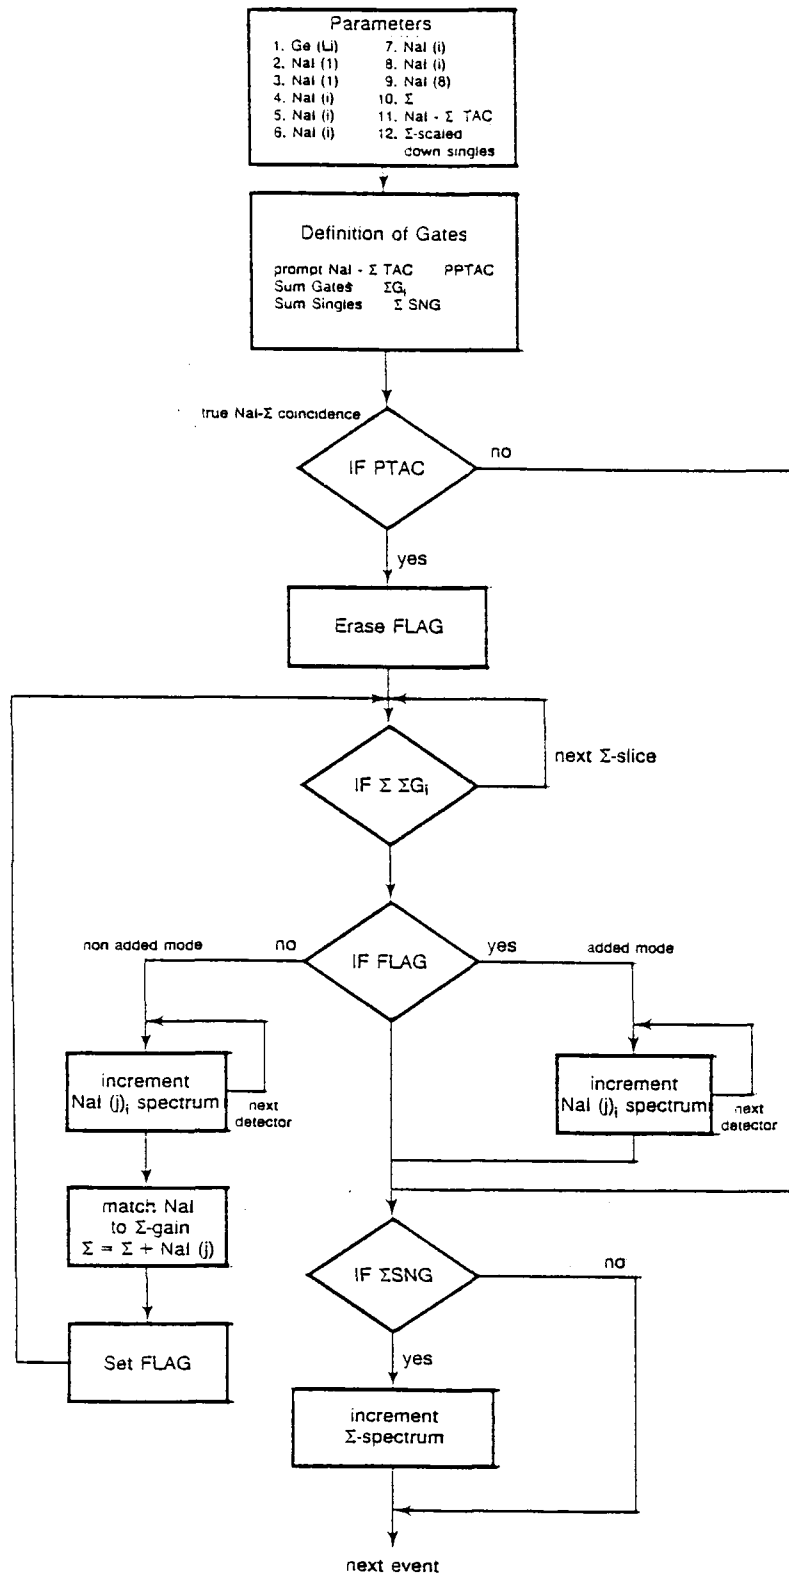 Parameters
1. Ge (Li)
2. NaI (1)
3. NaI (1)
4. NaI (i)
5. NaI (i)
6. NaI (i)
7. NaI (i)
8. NaI (i)
9. NaI (8)
10. Σ
11. NaI - Σ TAC
12. Σ-scaled
down singles
Definition of Gates
prompt NaI - Σ TAC PPTAC
Sum Gates ΣGi
Sum Singles Σ SNG
true NaI-Σ coincidence
IF PTAC
no
yes
Erase FLAG
IF Σ ΣGi
next Σ-slice
non added mode
no
IF FLAG
yes
added mode
increment
NaI (j)i spectrum
next
detector
increment
NaI (j)i spectrum
next
detector
match NaI
to Σ-gain
Σ = Σ + NaI (j)
Set FLAG
IF ΣSNG
no
yes
increment
Σ-spectrum
next event